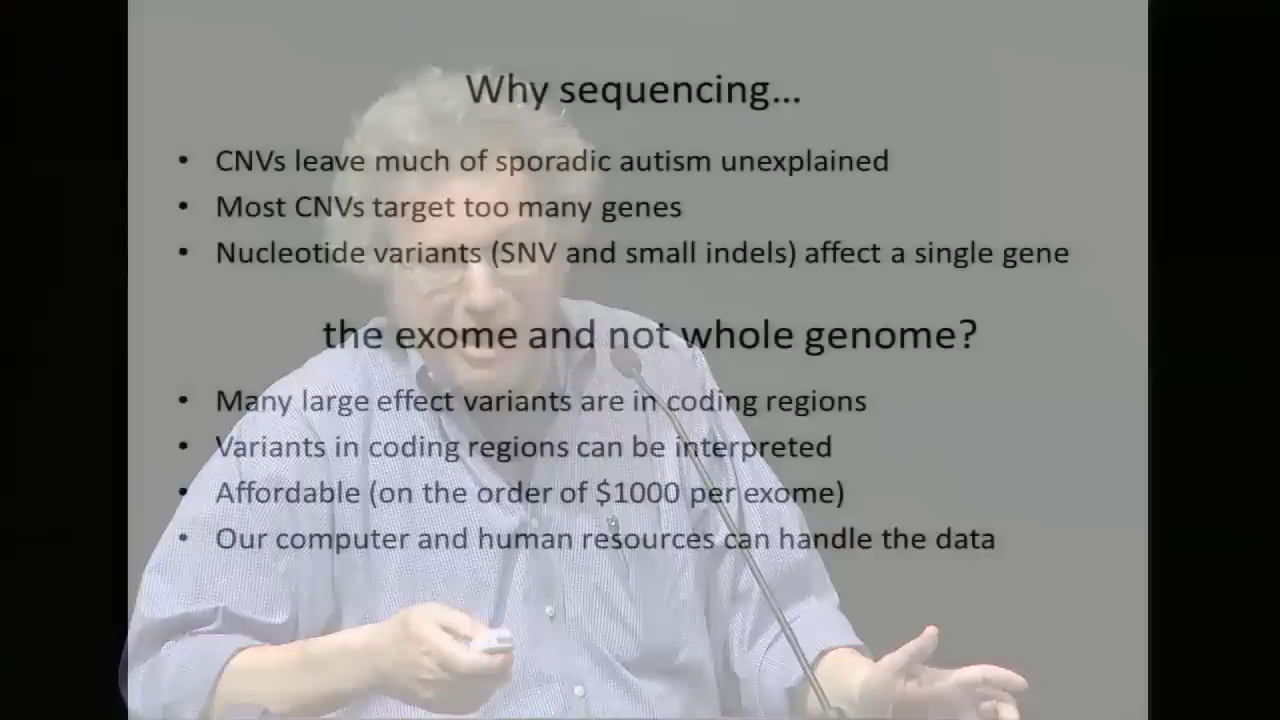 Why sequencing...
• CNVs leave much of sporadic autism unexplained
• Most CNVs target too many genes
• Nucleotide variants (SNV and small indels) affect a single gene
the exome and not whole genome?
• Many large effect variants are in coding regions
• Variants in coding regions can be interpreted
• Affordable (on the order of $1000 per exome)
• Our computer and human resources can handle the data